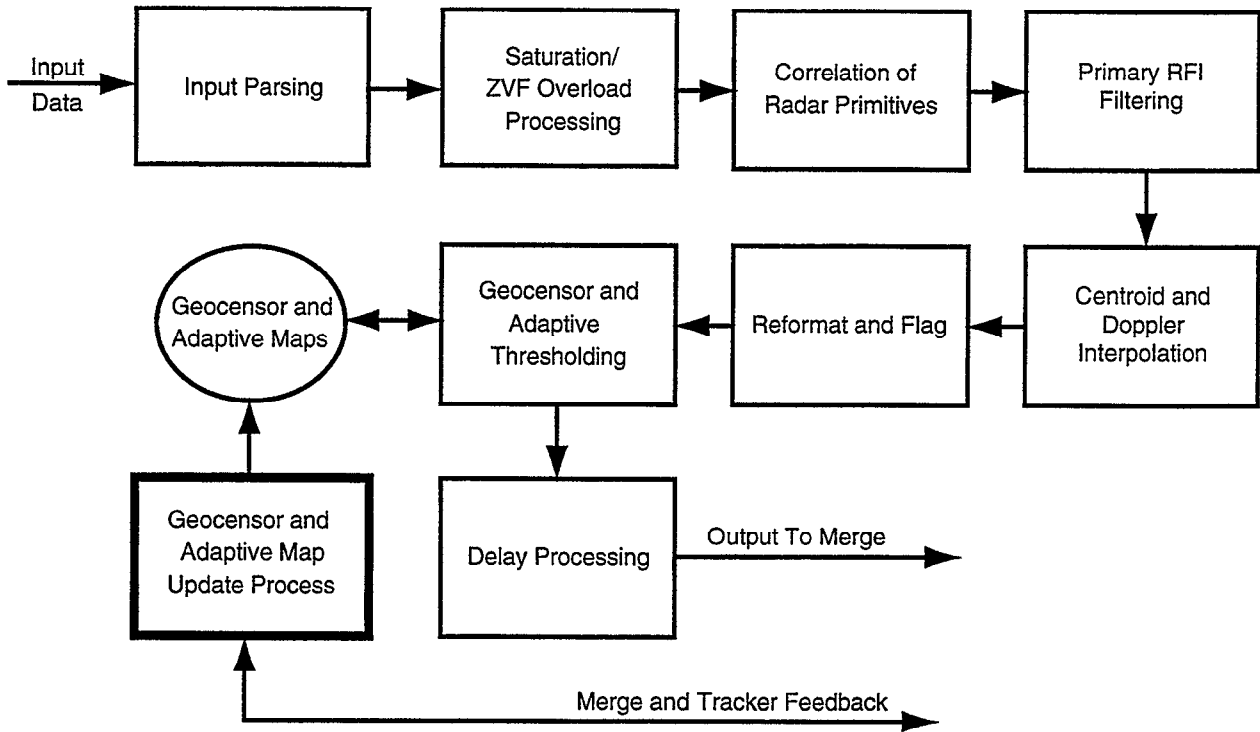 Input
Data
Input Parsing
Saturation/
ZVF Overload
Processing
Correlation of
Radar Primitives
Primary RFI
Filtering
Geocensor and
Adaptive Maps
Geocensor and
Adaptive
Thresholding
Reformat and Flag
Centroid and
Doppler
Interpolation
Geocensor and
Adaptive Map
Update Process
Delay Processing
Output To Merge
Merge and Tracker Feedback